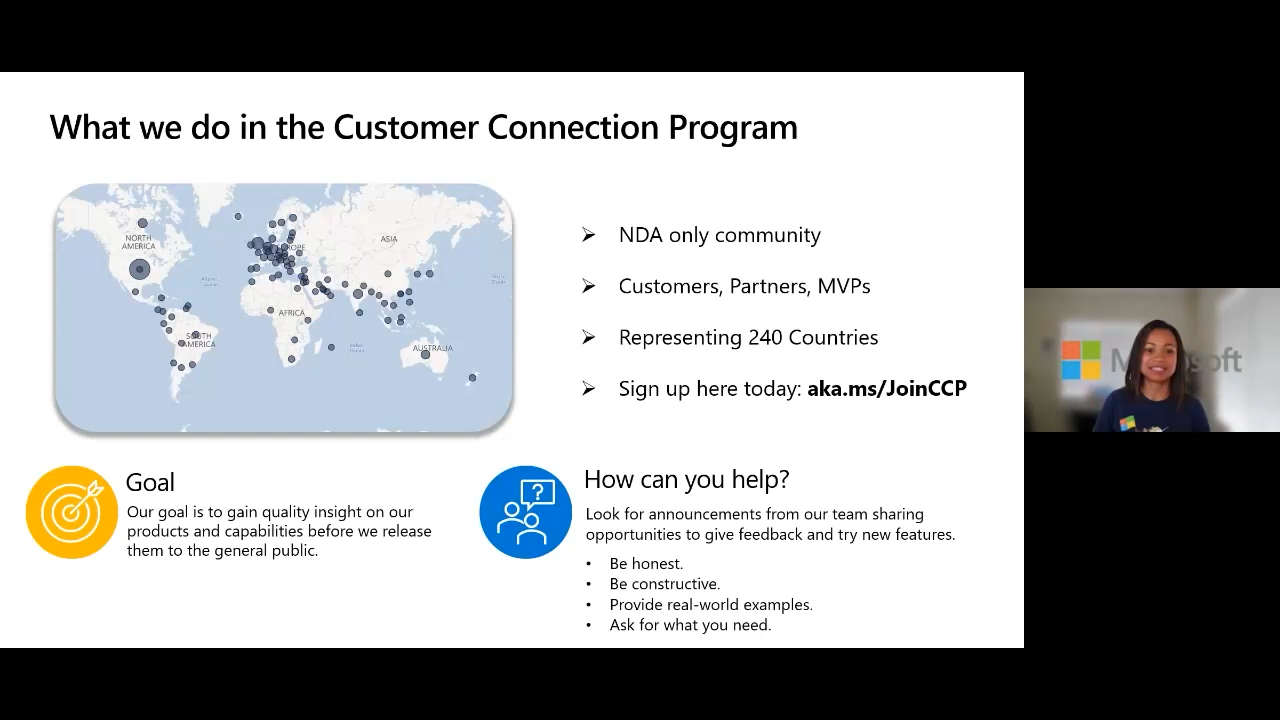 What we do in the Customer Connection Program
NORTH
AMERICA
ASIA
AFRICA
SOUTH
AMERICA
AUSTRALIA
NDA only community
Customers, Partners, MVPs
Representing 240 Countries
Sign up here today: aka.ms/JoinCCP
Goal
Our goal is to gain quality insight on our
products and capabilities before we release
them to the general public.
How can you help?
Look for announcements from our team sharing
opportunities to give feedback and try new features.
• Be honest.
• Be constructive.
• Provide real-world examples.
• Ask for what you need.
?